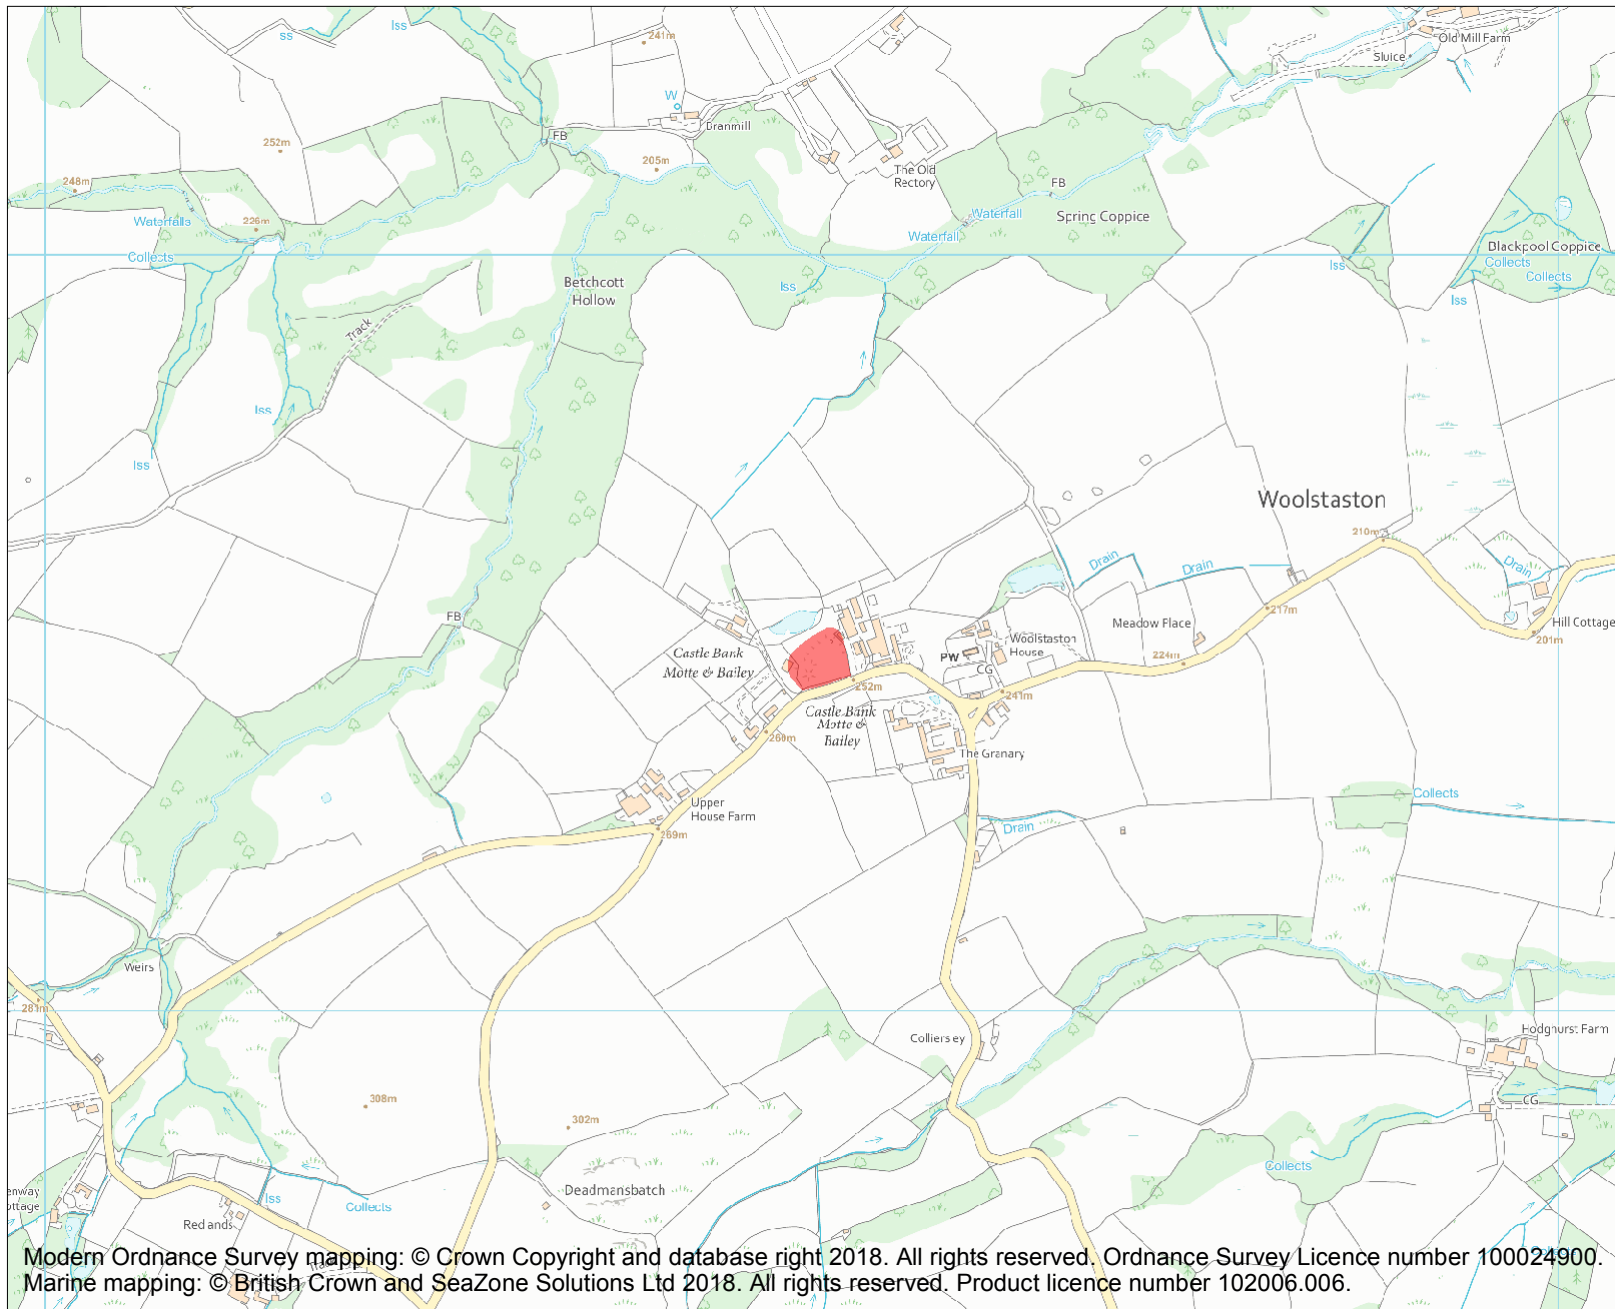 Iss
Iss
241m
Old Mill Farm
Sluice
W
Branmill
FB
252m
205m
The Old
Rectory
FB
248m
Waterfalls
226m
Waterfall
Spring Coppice
Waterfall
Blackpool Coppice
Collects
Iss
Collects
Collects
Betchcott
Hollow
Iss
Iss
Track
Iss
Iss
Woolstaston
210m
Drain
Drain
Drain
FB
217m
Meadow Place
Hill Cottage
201m
Castle Bank
Motte & Bailey
Woolstaston
House
PW
CG
224m
252m
241m
Castle Bank
Motte &
Bailey
260m
The Granary
Upper
House Farm
269m
Collects
Drain
Weirs
281m
Colliersey
Hodghurst Farm
308m
302m
CG
Collects
Deadmansbatch
enway
ottage
Iss
Collects
Redlands
Track
Collects
Modern Ordnance Survey mapping: © Crown Copyright and database right 2018. All rights reserved. Ordnance Survey Licence number 100024900.
Marine mapping: © British Crown and SeaZone Solutions Ltd 2018. All rights reserved. Product licence number 102006.006.